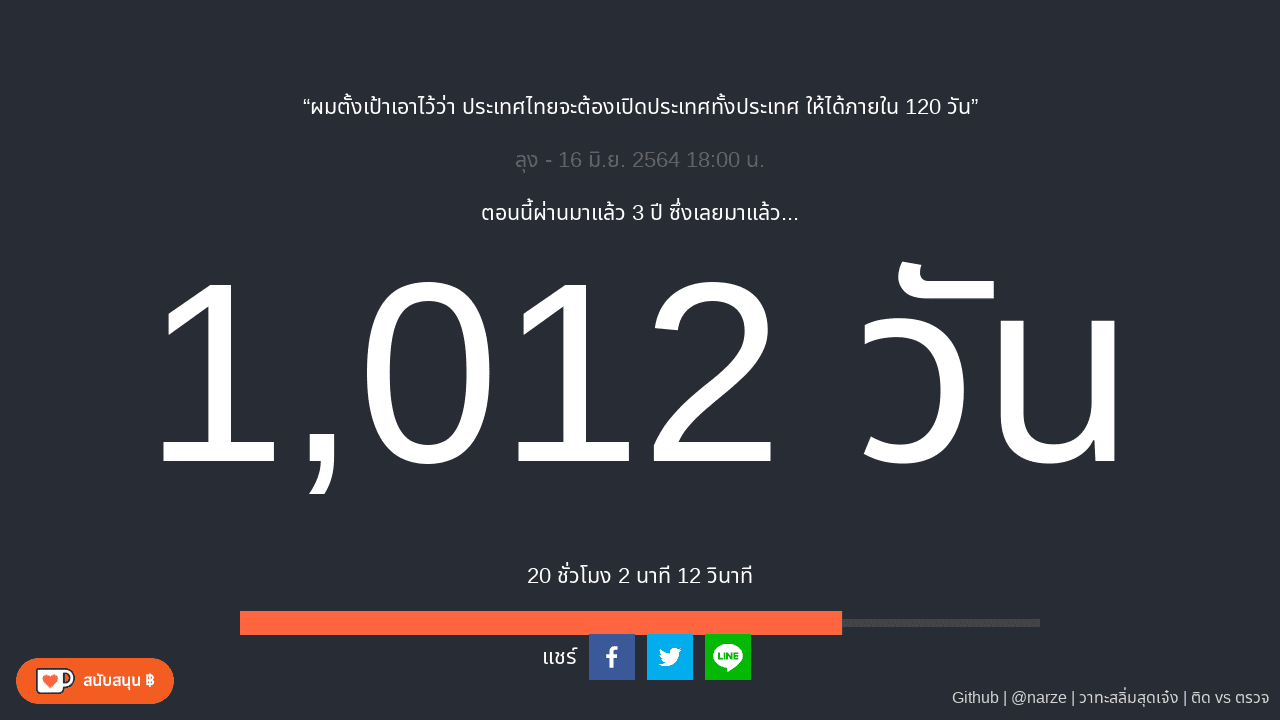 “ผมตั้งเป้าเอาไว้ว่า ประเทศไทยจะต้องเปิดประเทศทั้งประเทศ ให้ได้ภายใน 120 วัน”
ลุง - 16 มิ.ย. 2564 18:00 น.
ตอนนี้ผ่านมาแล้ว 3 ปี ซึ่งเลยมาแล้ว...
1,012 วัน
20 ชั่วโมง 2 นาที 12 วินาที
แชร์
LINE
สนับสนุน ฿
Github | @narze | วาทะสลิ่มสุดเจ๋ง | ติด vs ตรวจ